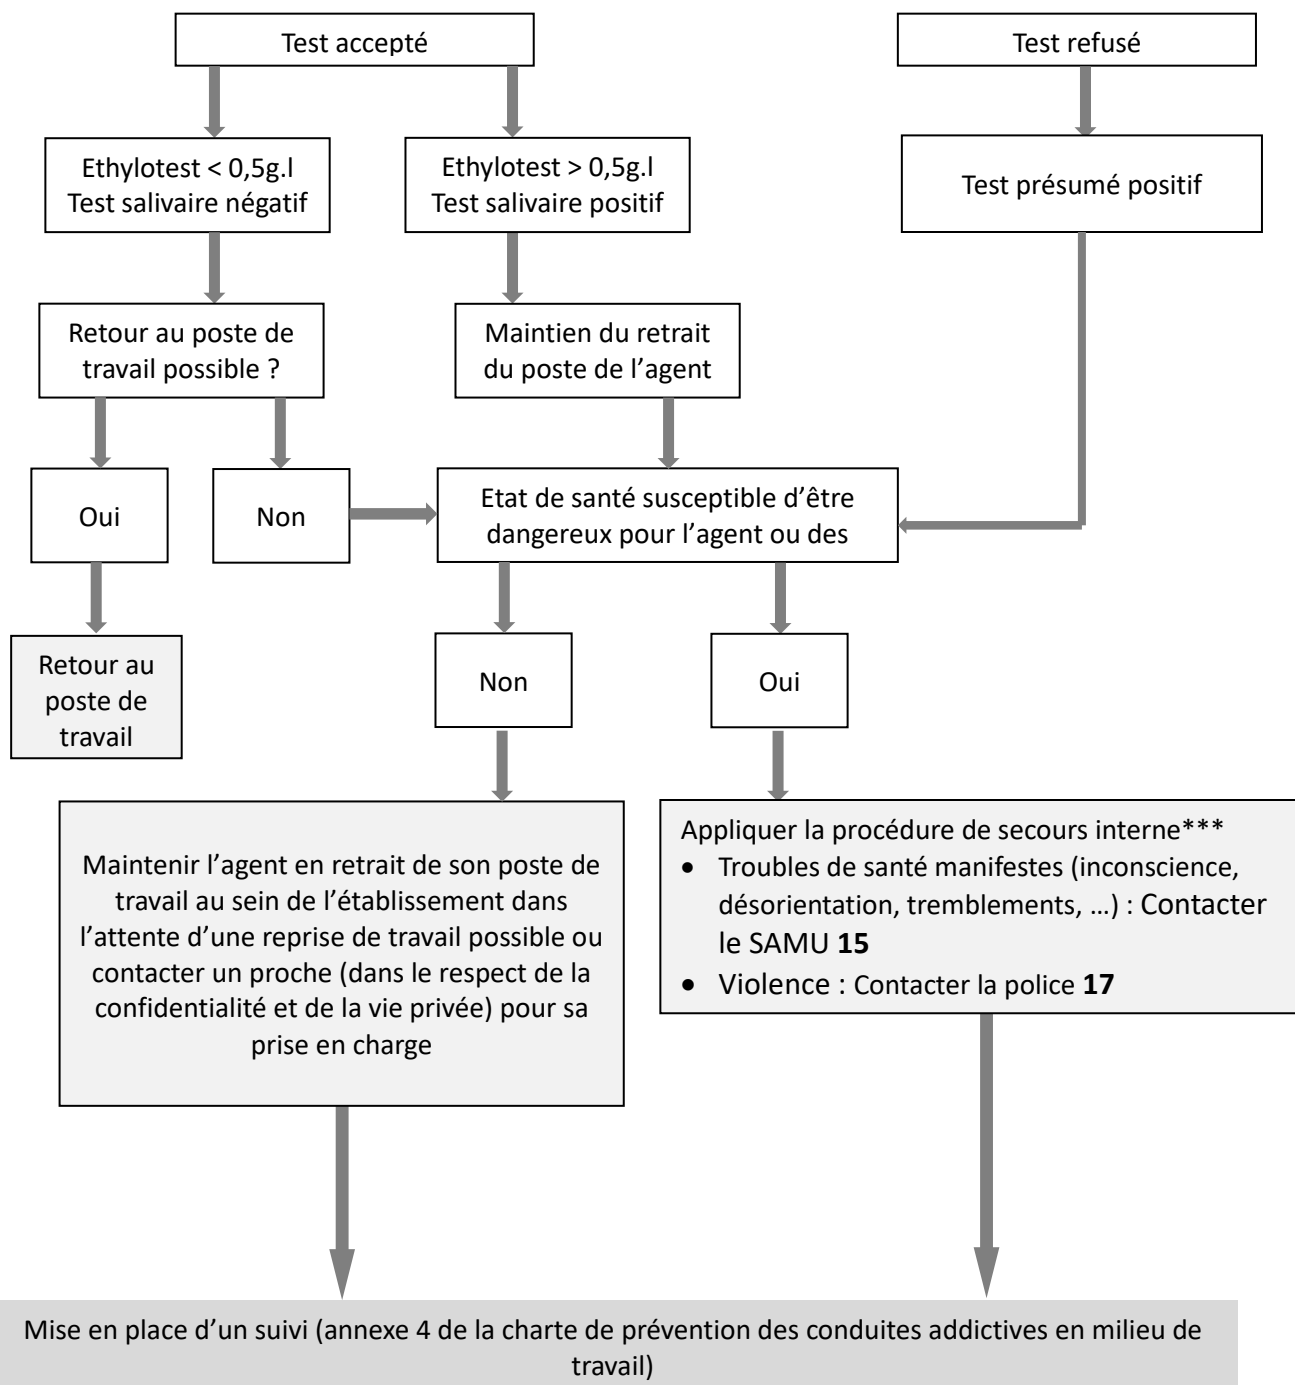 Test accepté
Test refusé
Ethylotest < 0,5g.l
Test salivaire négatif
Ethylotest > 0,5g.l
Test salivaire positif
Test présumé positif
Retour au poste de
travail possible ?
Maintien du retrait
du poste de l’agent
Oui
Non
Etat de santé susceptible d’être
dangereux pour l’agent ou des
Retour au
poste de
travail
Non
Oui
Maintenir l’agent en retrait de son poste de
travail au sein de l’établissement dans
l’attente d’une reprise de travail possible ou
contacter un proche (dans le respect de la
confidentialité et de la vie privée) pour sa
prise en charge
Appliquer la procédure de secours interne***
• Troubles de santé manifestes (inconscience,
désorientation, tremblements, …) : Contacter
le SAMU 15
• Violence : Contacter la police 17
Mise en place d’un suivi (annexe 4 de la charte de prévention des conduites addictives en milieu de
travail)